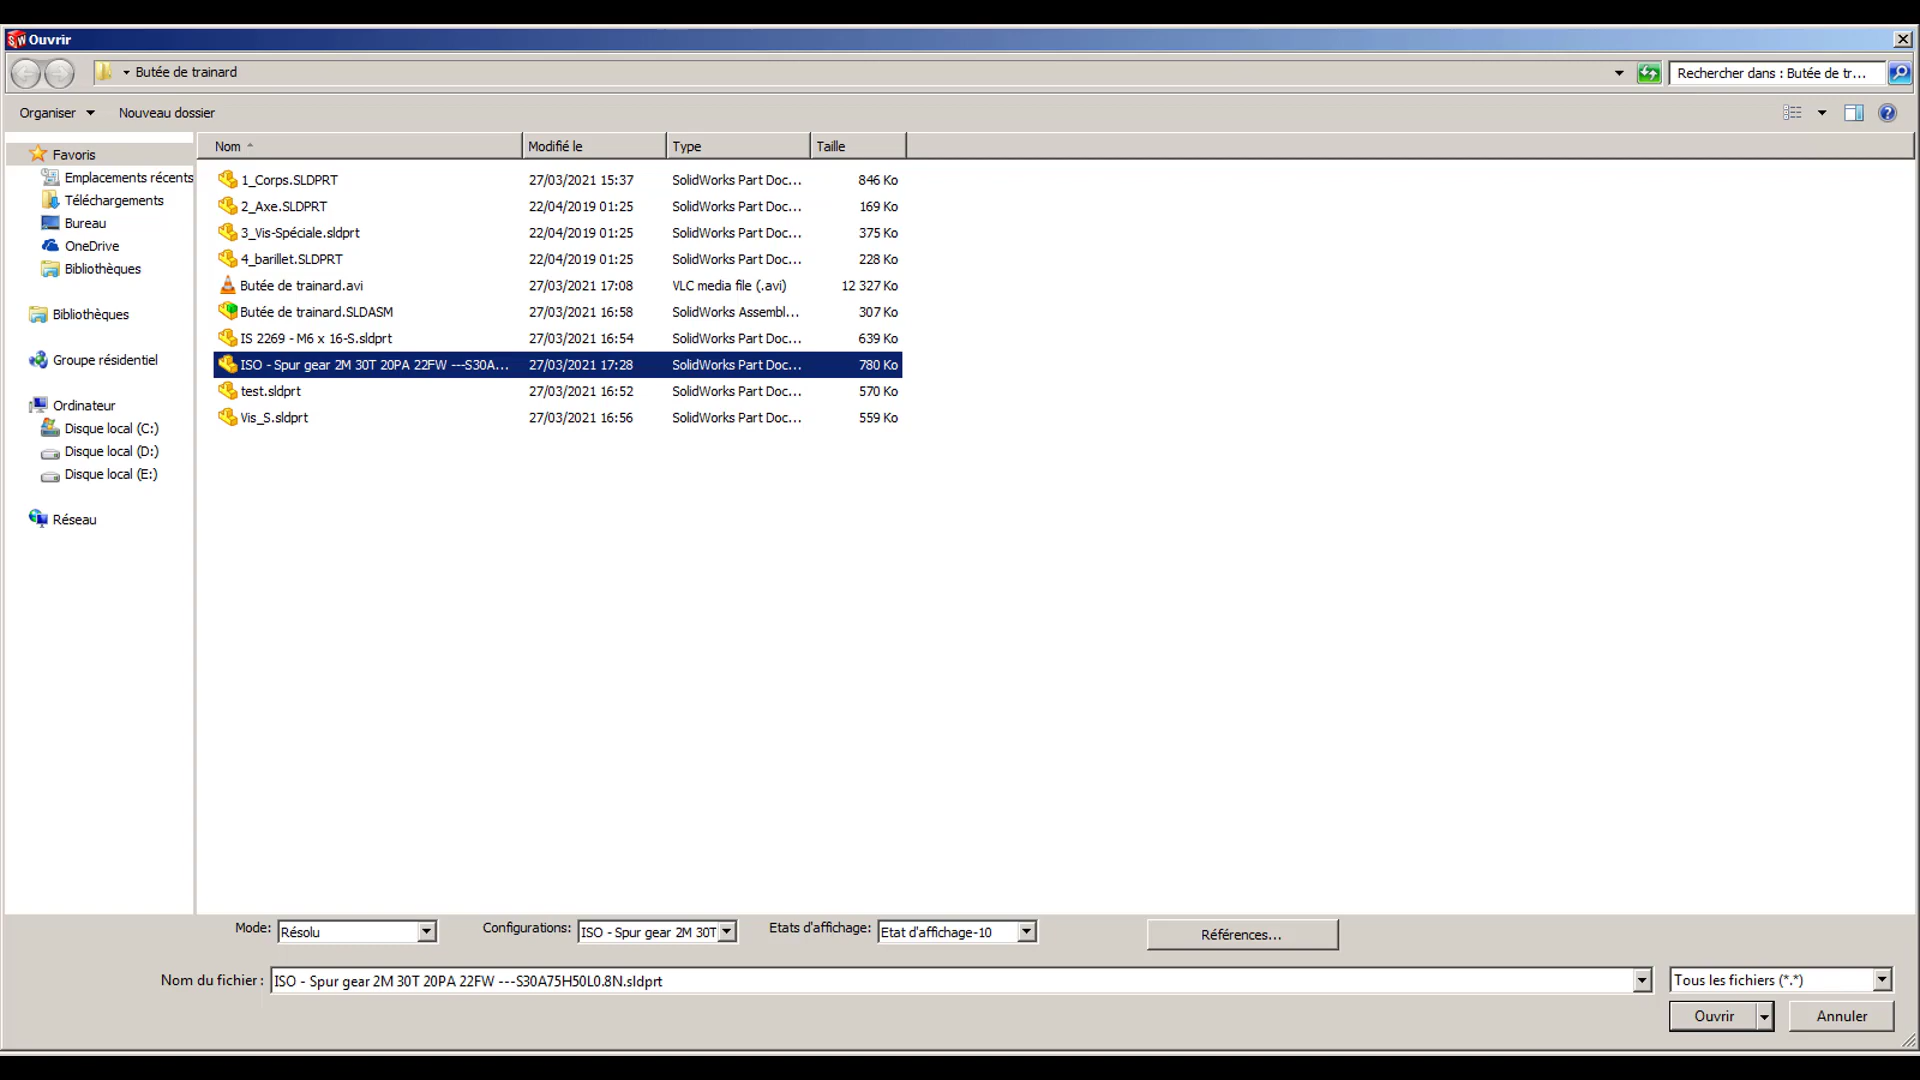 Ouvrir
Butée de trainard
Rechercher dans : Butée de tr...
Organiser
Nouveau dossier
Favoris
Emplacements récents
Téléchargements
Bureau
OneDrive
Bibliothèques
Bibliothèques
Groupe résidentiel
Ordinateur
Disque local (C:)
Disque local (D:)
Disque local (E:)
Réseau
Nom Modifié le Type Taille
1_Corps.SLDPRT 27/03/2021 15:37 SolidWorks Part Doc... 846 Ko
2_Axe.SLDPRT 22/04/2019 01:25 SolidWorks Part Doc... 169 Ko
3_Vis-Spéciale.sldprt 22/04/2019 01:25 SolidWorks Part Doc... 375 Ko
4_barillet.SLDPRT 22/04/2019 01:25 SolidWorks Part Doc... 228 Ko
Butée de trainard.avi 27/03/2021 17:08 VLC media file (.avi) 12 327 Ko
Butée de trainard.SLDASM 27/03/2021 16:58 SolidWorks Assembl... 307 Ko
IS 2269 - M6 x 16-S.sldprt 27/03/2021 16:54 SolidWorks Part Doc... 639 Ko
ISO - Spur gear 2M 30T 20PA 22FW ---S30A... 27/03/2021 17:28 SolidWorks Part Doc... 780 Ko
test.sldprt 27/03/2021 16:52 SolidWorks Part Doc... 570 Ko
Vis_S.sldprt 27/03/2021 16:56 SolidWorks Part Doc... 559 Ko
Mode: Résolu Configurations: ISO - Spur gear 2M 30T Etats d'affichage: Etat d'affichage-10 Références...
Nom du fichier : ISO - Spur gear 2M 30T 20PA 22FW ---S30A75H50L0.8N.sldprt Tous les fichiers (*.*)
Ouvrir Annuler